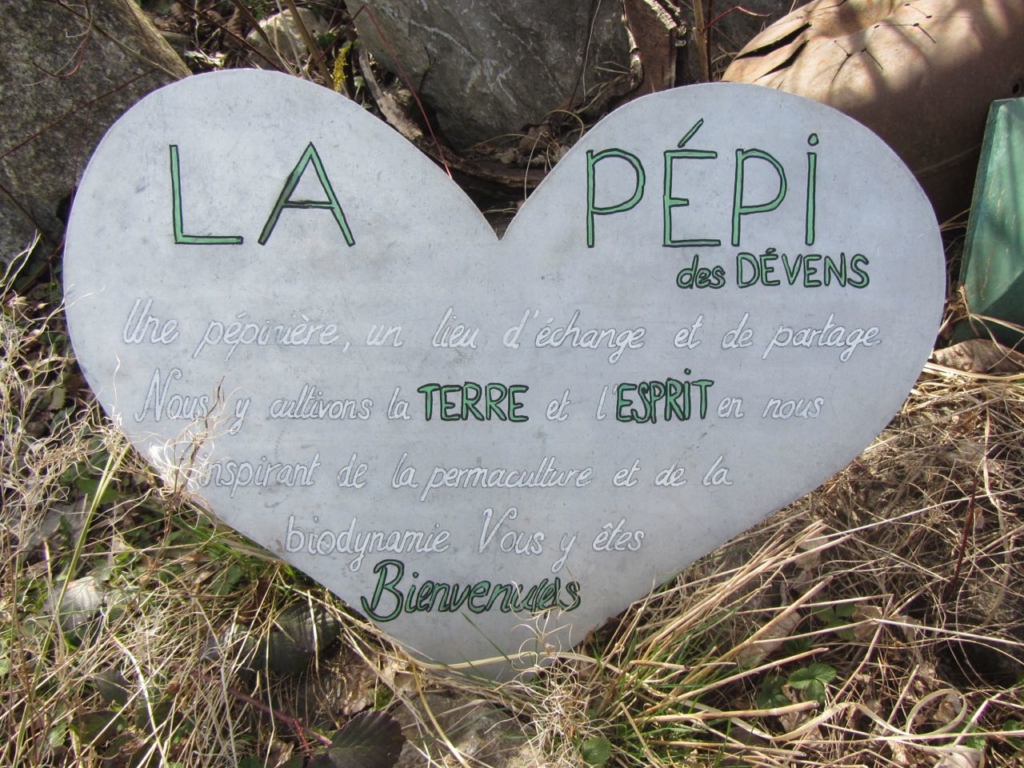 LA PÉPi
des DÉVENS
Une pépinière, un lieu d'échange et de partage
Nous y cultivons la TERRE et l'ESPRIT en nous
inspirant de la permaculture et de la
biodynamie Vous y êtes
Bienvenues